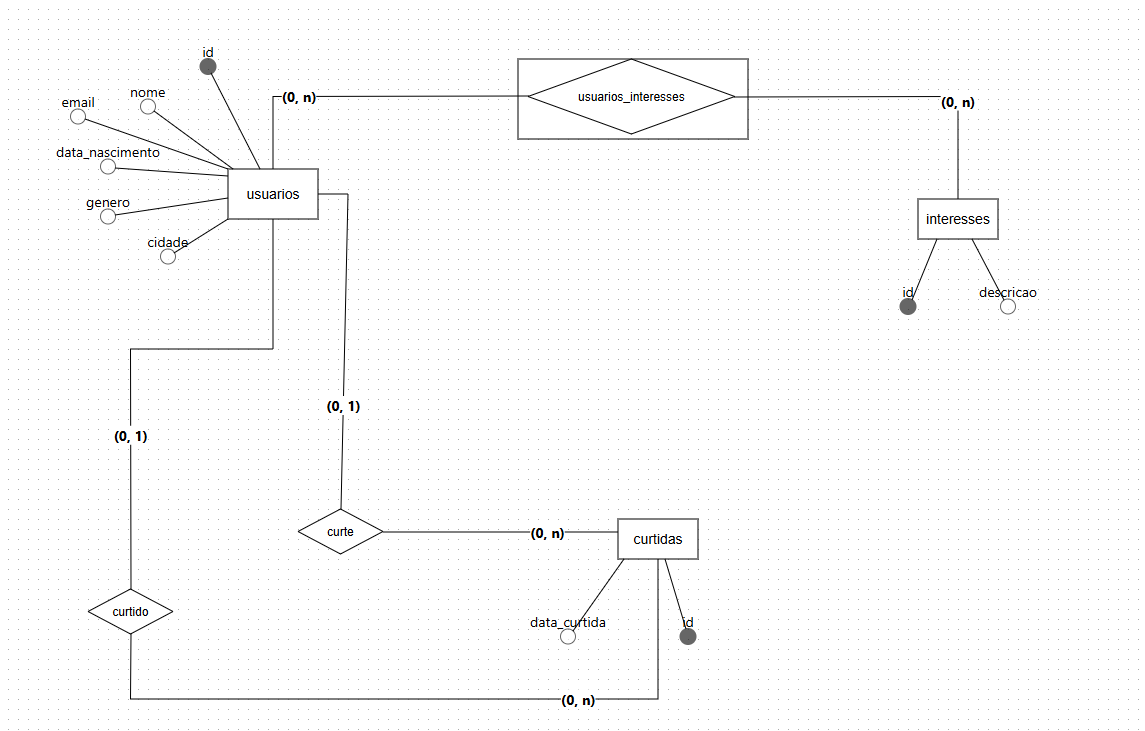 id
nome
email
(0, n)
usuarios_interesses
(0, n)
data_nascimento
usuarios
genero
interesses
cidade
id
descricao
(0, 1)
(0, 1)
curte
(0, n)
curtidas
curtido
data_curtida
id
(0, n)